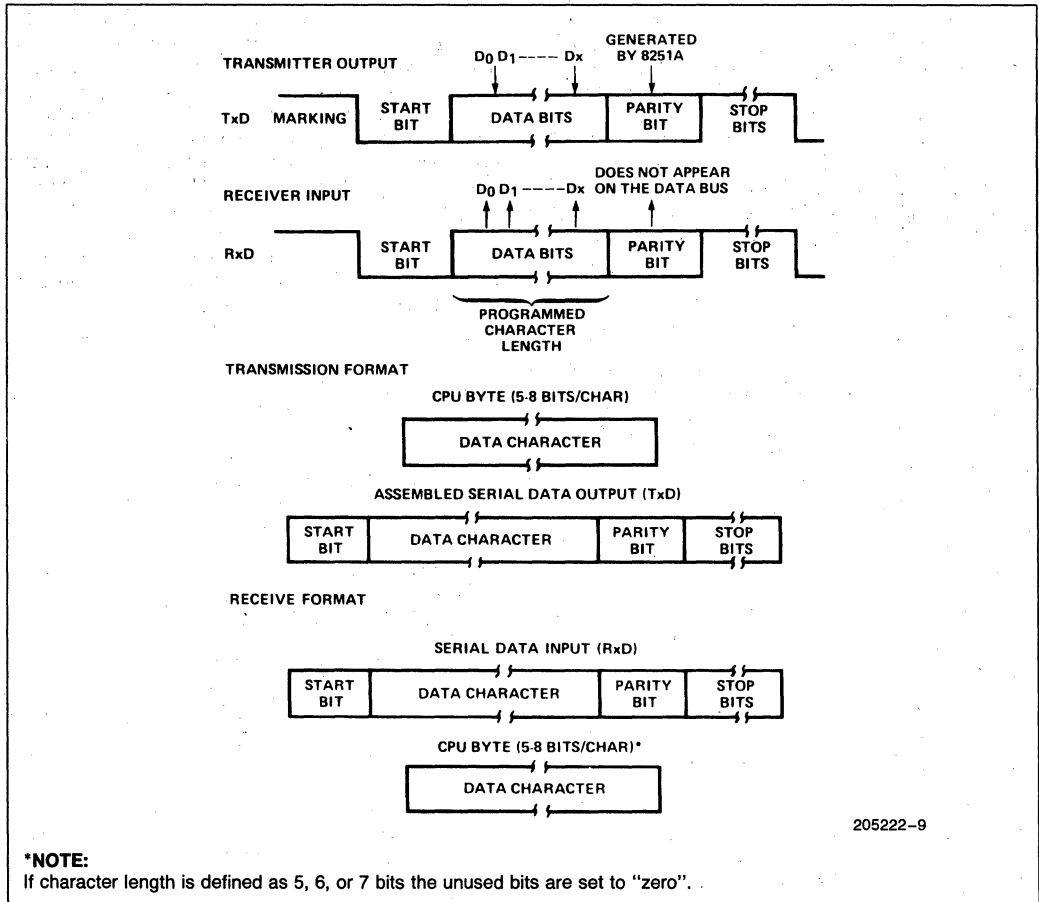 GENERATED
TRANSMITTER OUTPUT D0 D1---- Dx BY 8251A
TxD MARKING START BIT DATA BITS PARITY BIT STOP BITS
DOES NOT APPEAR
RECEIVER INPUT D0 D1 ----Dx ON THE DATA BUS
RxD START BIT DATA BITS PARITY BIT STOP BITS
PROGRAMMED
CHARACTER
LENGTH
TRANSMISSION FORMAT
CPU BYTE (5-8 BITS/CHAR)
DATA CHARACTER
ASSEMBLED SERIAL DATA OUTPUT (TxD)
START BIT DATA CHARACTER PARITY BIT STOP BITS
RECEIVE FORMAT
SERIAL DATA INPUT (RxD)
START BIT DATA CHARACTER PARITY BIT STOP BITS
CPU BYTE (5-8 BITS/CHAR)*
DATA CHARACTER
205222-9
*NOTE:
If character length is defined as 5, 6, or 7 bits the unused bits are set to "zero".